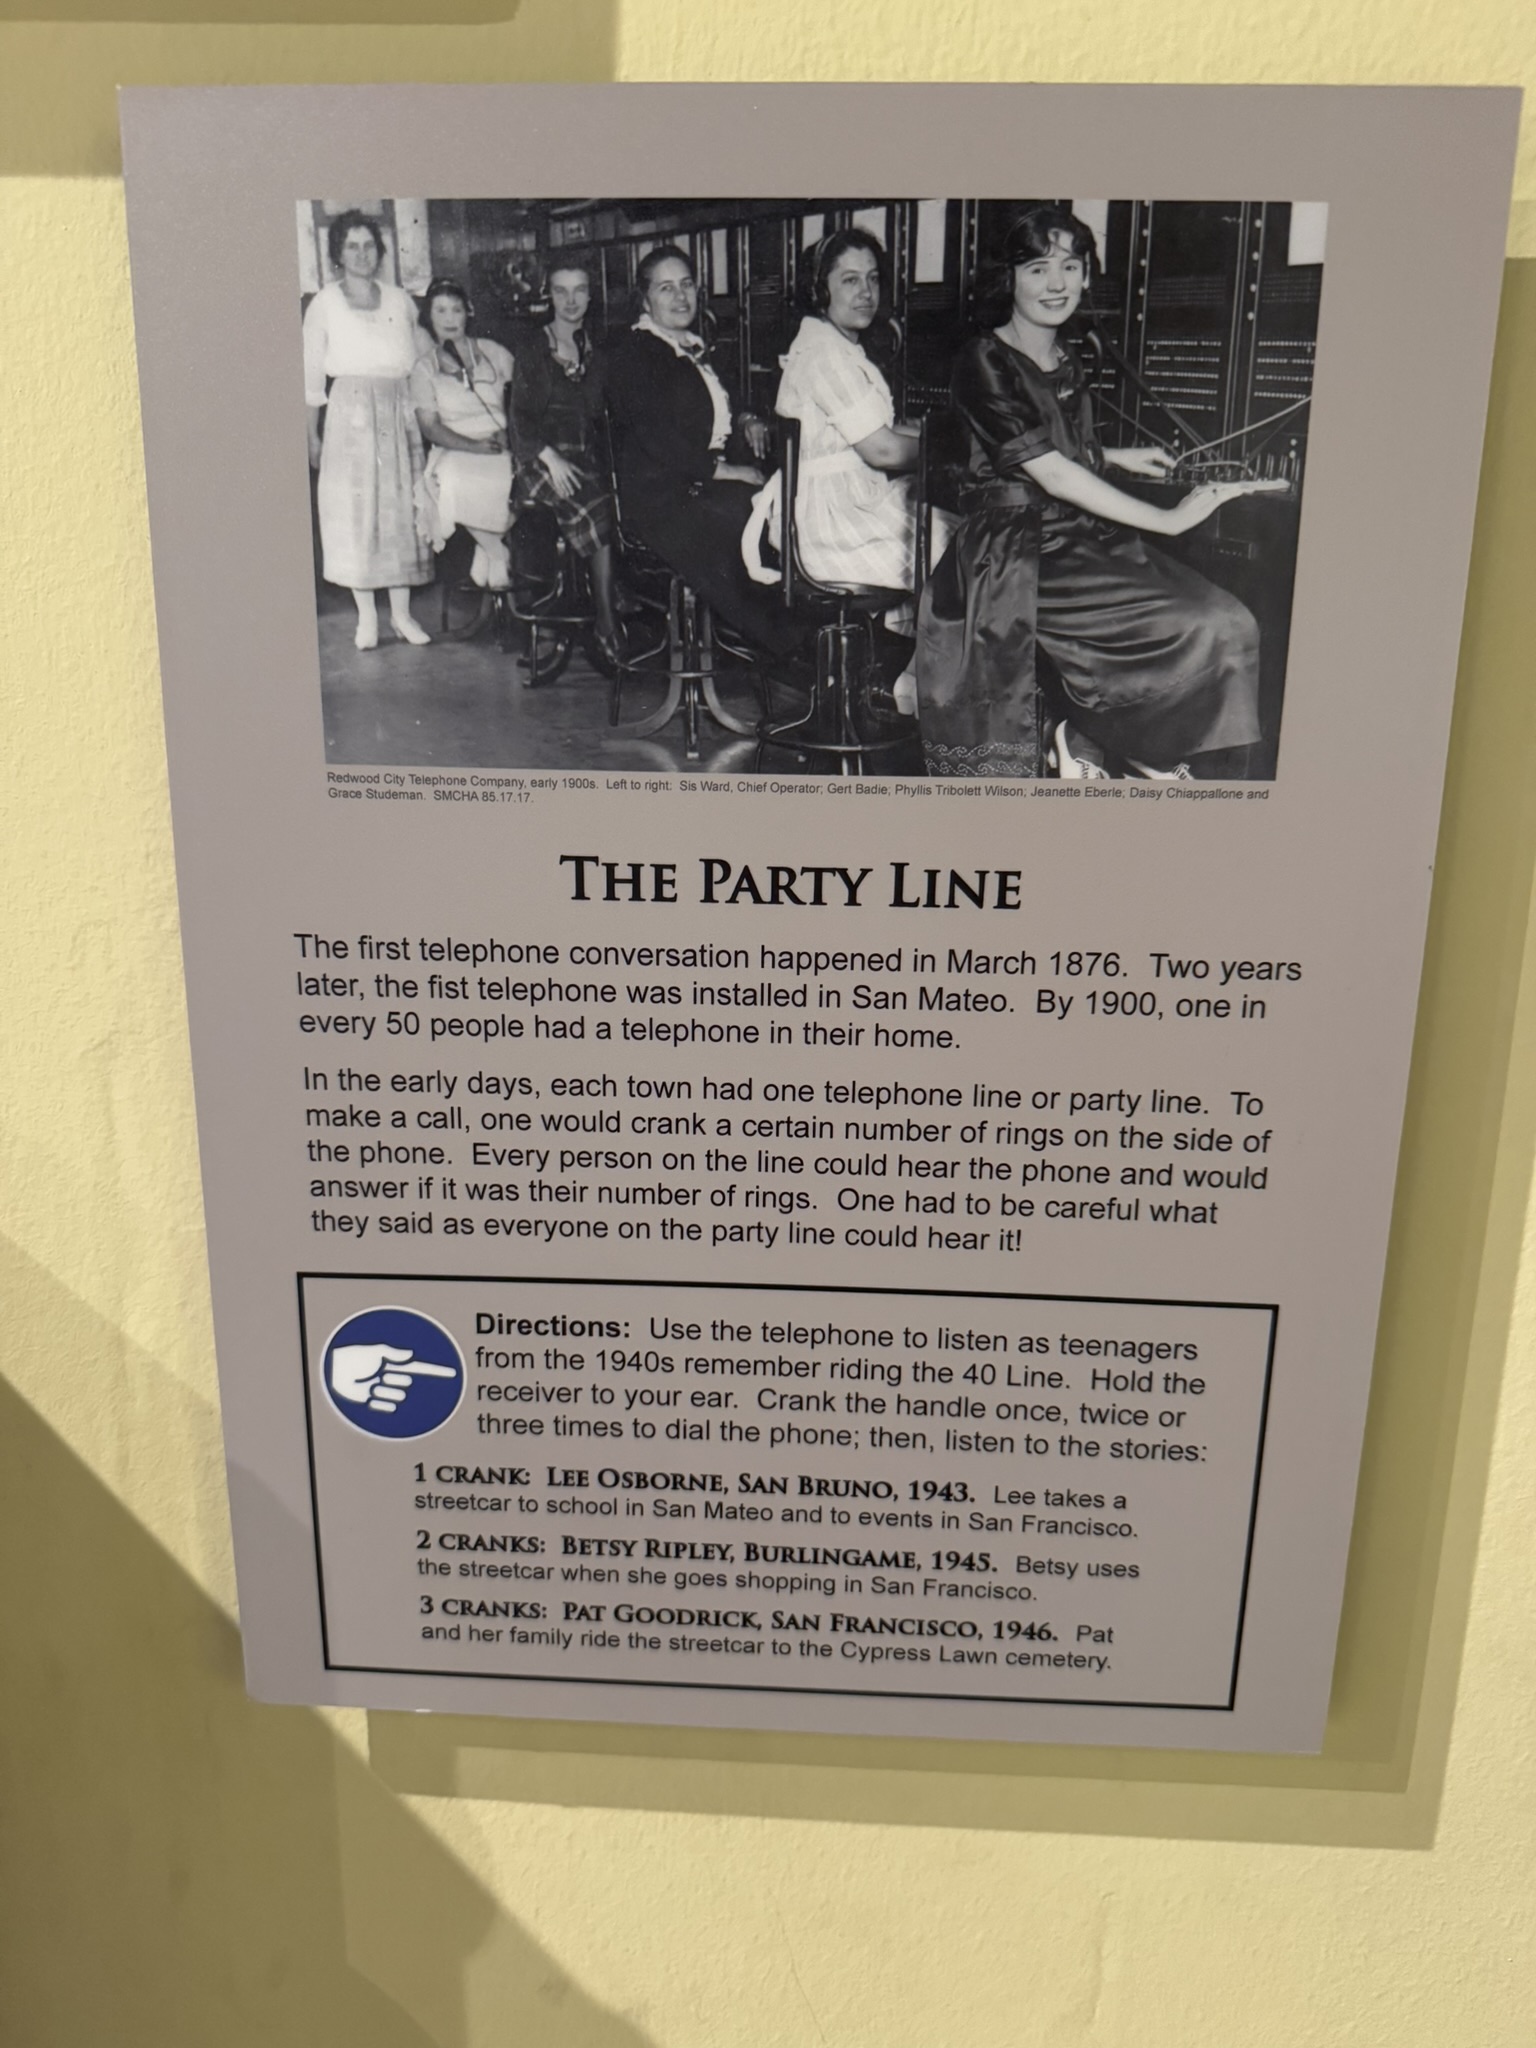 Redwood City Telephone Company, early 1900s.  Left to right:  Sis Ward, Chief Operator; Gert Badie; Phyllis Tribolett Wilson; Jeanette Eberle; Daisy Chiappallone and
Grace Studeman.  SMCHA 85.17.17.
THE PARTY LINE
The first telephone conversation happened in March 1876.  Two years
later, the fist telephone was installed in San Mateo.  By 1900, one in
every 50 people had a telephone in their home.
In the early days, each town had one telephone line or party line.  To
make a call, one would crank a certain number of rings on the side of
the phone.  Every person on the line could hear the phone and would
answer if it was their number of rings.  One had to be careful what
they said as everyone on the party line could hear it!
Directions:  Use the telephone to listen as teenagers
from the 1940s remember riding the 40 Line.  Hold the
receiver to your ear.  Crank the handle once, twice or
three times to dial the phone; then, listen to the stories:
1 CRANK:  LEE OSBORNE, SAN BRUNO, 1943.  Lee takes a
streetcar to school in San Mateo and to events in San Francisco.
2 CRANKS:  BETSY RIPLEY, BURLINGAME, 1945.  Betsy uses
the streetcar when she goes shopping in San Francisco.
3 CRANKS:  PAT GOODRICK, SAN FRANCISCO, 1946.  Pat
and her family ride the streetcar to the Cypress Lawn cemetery.